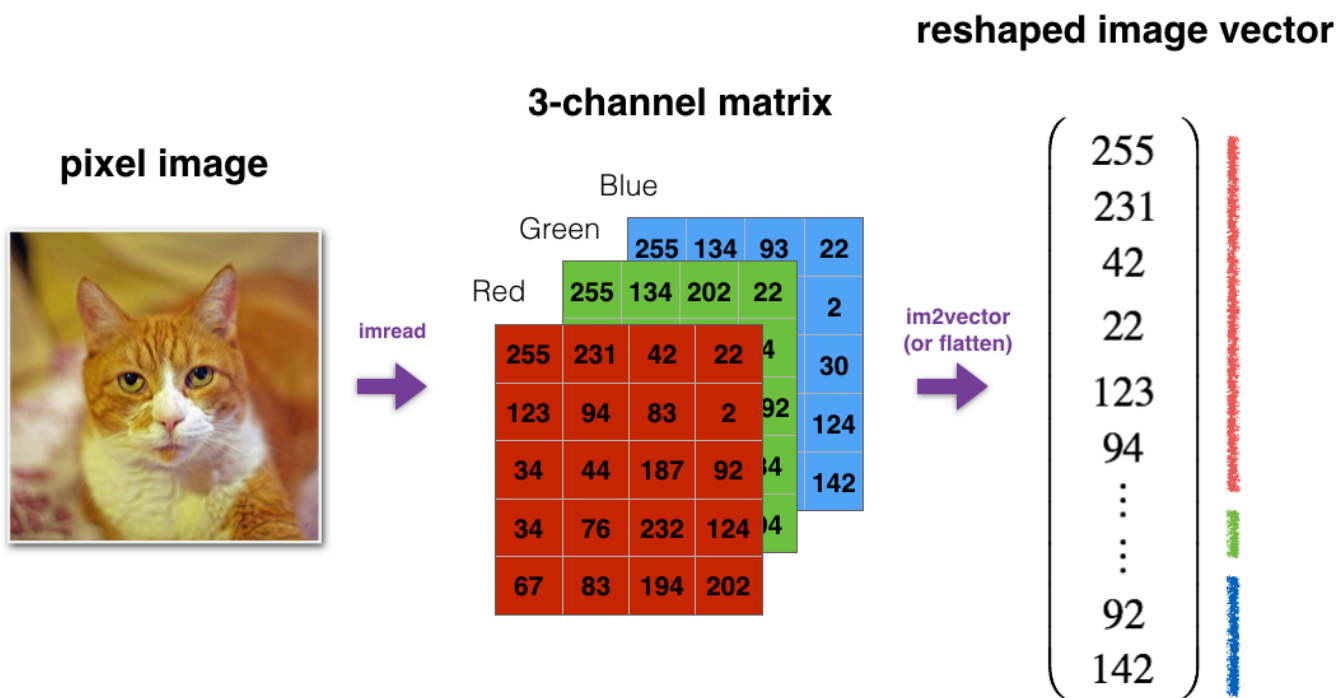 reshaped image vector
3-channel matrix
pixel image
Blue
Green
Red
255 134 93 22
2
30
124
142
255 134 202 22
255 231 42 22
123 94 83 2
34 44 187 92
34 76 232 124
67 83 194 202
imread
im2vector
(or flatten)
255
231
42
22
123
94
⋮
⋮
92
142